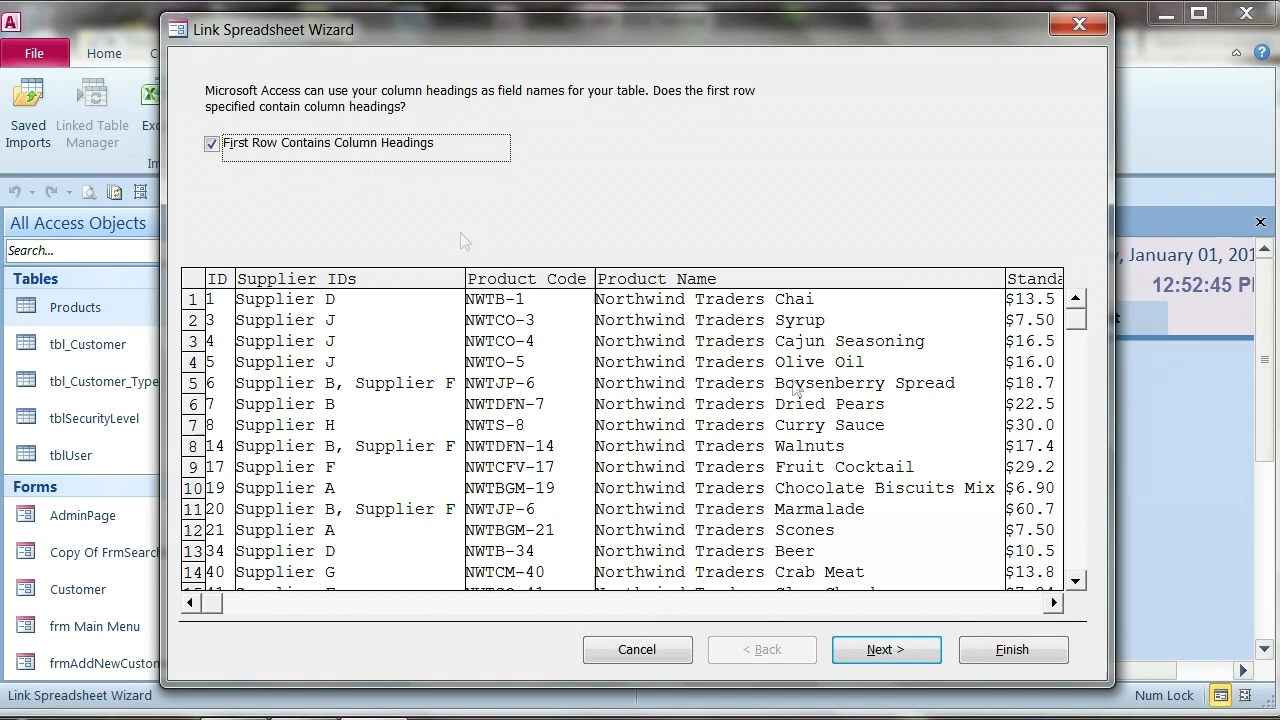 Link Spreadsheet Wizard
File Home C
Microsoft Access can use your column headings as field names for your table. Does the first row
specified contain column headings?
First Row Contains Column Headings
Saved
Imports
Linked Table
Manager
Exc
Im
All Access Objects
Search...
Tables
Products
tbl_Customer
tbl_Customer_Type
tblSecurityLevel
tblUser
Forms
AdminPage
Copy Of FrmSearc
Customer
frm Main Menu
frmAddNewCustom
ID Supplier IDs Product Code Product Name Standa
1 1 Supplier D NWTB-1 Northwind Traders Chai $13.5
2 3 Supplier J NWTCO-3 Northwind Traders Syrup $7.50
3 4 Supplier J NWTCO-4 Northwind Traders Cajun Seasoning $16.5
4 5 Supplier J NWTO-5 Northwind Traders Olive Oil $16.0
5 6 Supplier B, Supplier F NWTJP-6 Northwind Traders Boysenberry Spread $18.7
6 7 Supplier B NWTDFN-7 Northwind Traders Dried Pears $22.5
7 8 Supplier H NWTS-8 Northwind Traders Curry Sauce $30.0
8 14 Supplier B, Supplier F NWTDFN-14 Northwind Traders Walnuts $17.4
9 17 Supplier F NWTCFV-17 Northwind Traders Fruit Cocktail $29.2
10 19 Supplier A NWTBGM-19 Northwind Traders Chocolate Biscuits Mix $6.90
11 20 Supplier B, Supplier F NWTJP-6 Northwind Traders Marmalade $60.7
12 21 Supplier A NWTBGM-21 Northwind Traders Scones $7.50
13 34 Supplier D NWTB-34 Northwind Traders Beer $10.5
14 40 Supplier G NWTCM-40 Northwind Traders Crab Meat $13.8
Cancel < Back Next > Finish
y, January 01, 201
12:52:45 P
t
Link Spreadsheet Wizard
Num Lock